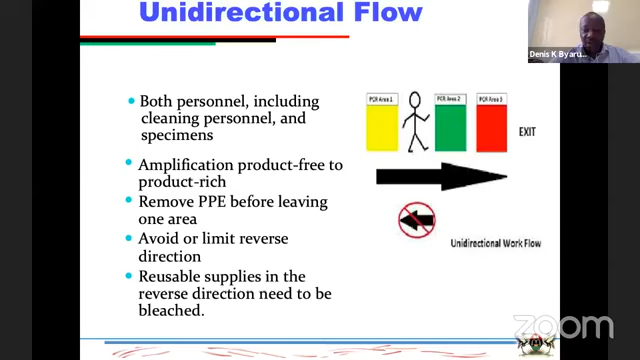 Unidirectional Flow
Denis K Byaru...
Both personnel, including
cleaning personnel, and
specimens
Amplification product-free to
product-rich
Remove PPE before leaving
one area
Avoid or limit reverse
direction
Reusable supplies in the
reverse direction need to be
bleached.
PCR Area 1
PCR Area 2
PCR Area 3
EXIT
Unidirectional Work Flow
zoom